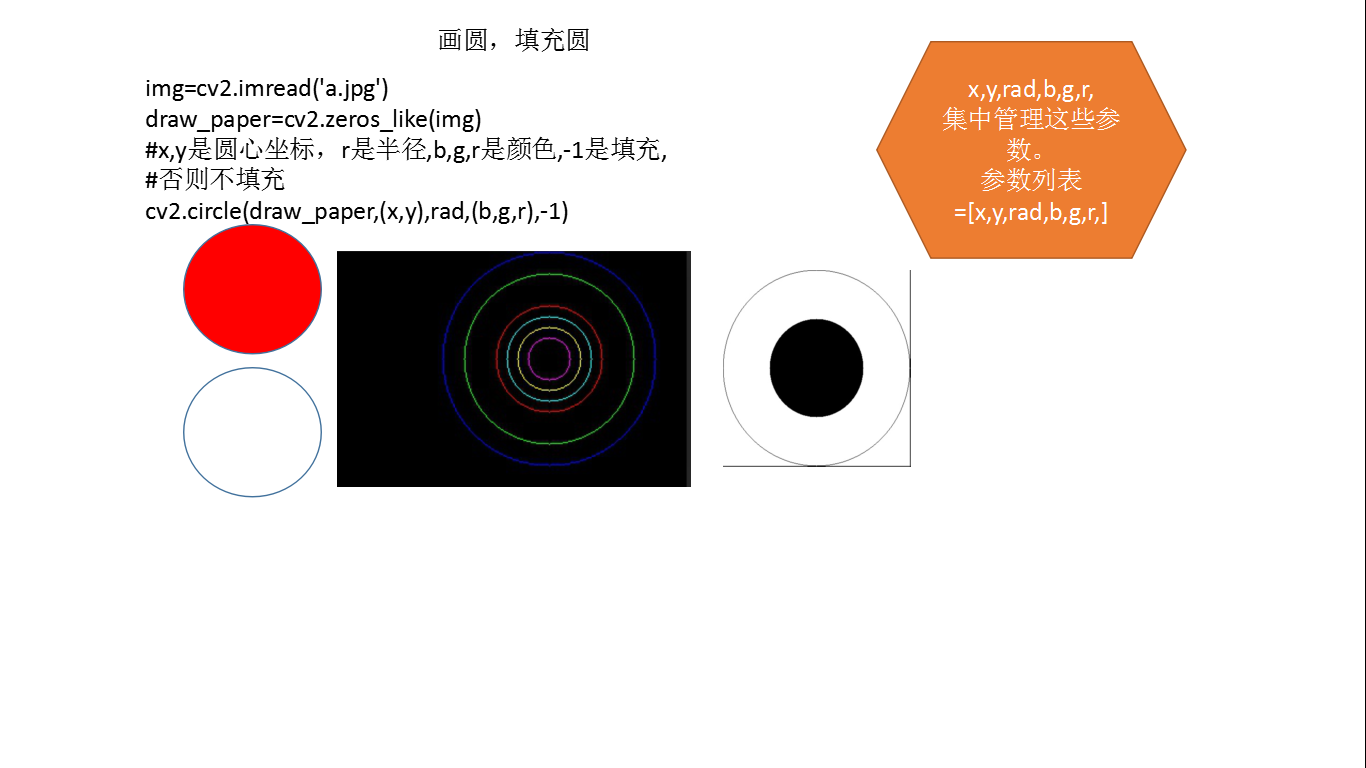 画圆，填充圆
img=cv2.imread('a.jpg')
draw_paper=cv2.zeros_like(img)
#x,y是圆心坐标，r是半径,b,g,r是颜色,-1是填充,
#否则不填充
cv2.circle(draw_paper,(x,y),rad,(b,g,r),-1)
x,y,rad,b,g,r,
集中管理这些参
数。
参数列表
=[x,y,rad,b,g,r,]